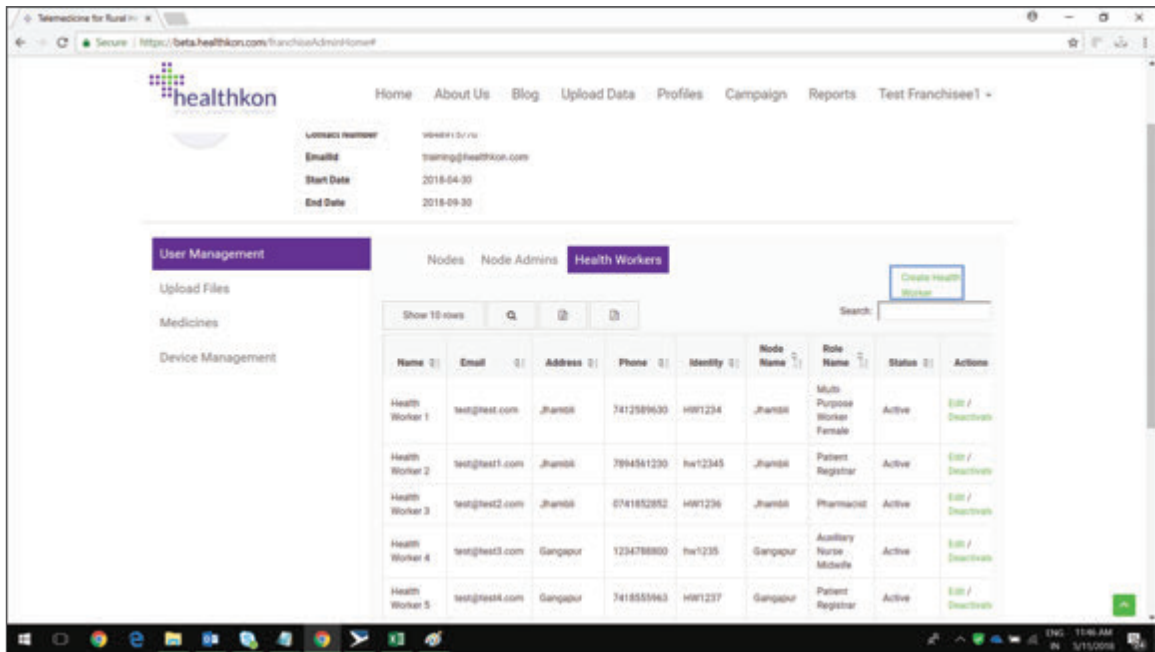 Telemedicine for Rural
Secure https://beta.healthkon.com/franchiseAdminHome#
healthkon
Home About Us Blog Upload Data Profiles Campaign Reports Test Franchisee1
Contact Number
EmailId training@healthkon.com
Start Date 2018-04-30
End Date 2018-09-30
User Management
Upload Files
Medicines
Device Management
Nodes Node Admins Health Workers
Create Health
Worker
Show 10 rows
Search:
Name Email Address Phone Identity Node Name Role Name Status Actions
Health Worker 1 test@test.com Jhambli 7412589630 HW1234 Jhambli Multi Purpose Worker Female Active Edit / Deactivate
Health Worker 2 test@test1.com Jhambli 7894561230 hw12345 Jhambli Patient Registrar Active Edit / Deactivate
Health Worker 3 test@test2.com Jhambli 0741852852 HW1236 Jhambli Pharmacist Active Edit / Deactivate
Health Worker 4 test@test3.com Gangapur 1234788800 hw1235 Gangapur Auxiliary Nurse Midwife Active Edit / Deactivate
Health Worker 5 test@test4.com Gangapur 7418555963 HW1237 Gangapur Patient Registrar Active Edit / Deactivate
ENG 11:46 AM
IN 5/15/2018